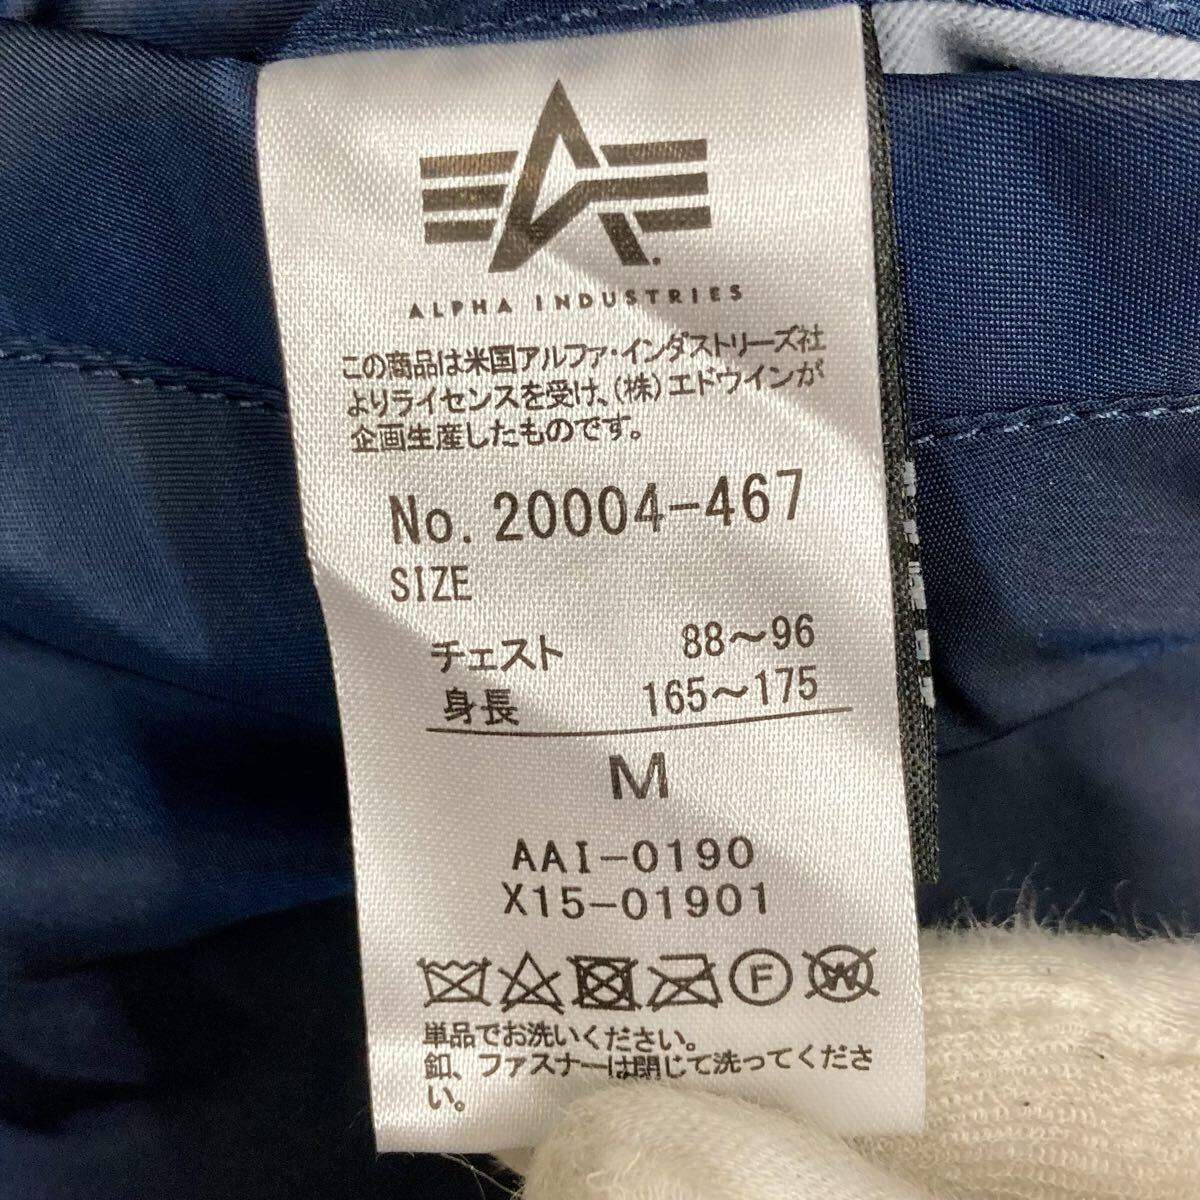 ALPHA INDUSTRIES
この商品は米国アルファ・インダストリーズ社
よりライセンスを受け、(株)エドウインが
企画生産したものです。
No. 20004-467
SIZE
チェスト 88～96
身長 165～175
M
AAI-0190
X15-01901
F W
単品でお洗いください。
釦、ファスナーは閉じて洗ってくださ
い。